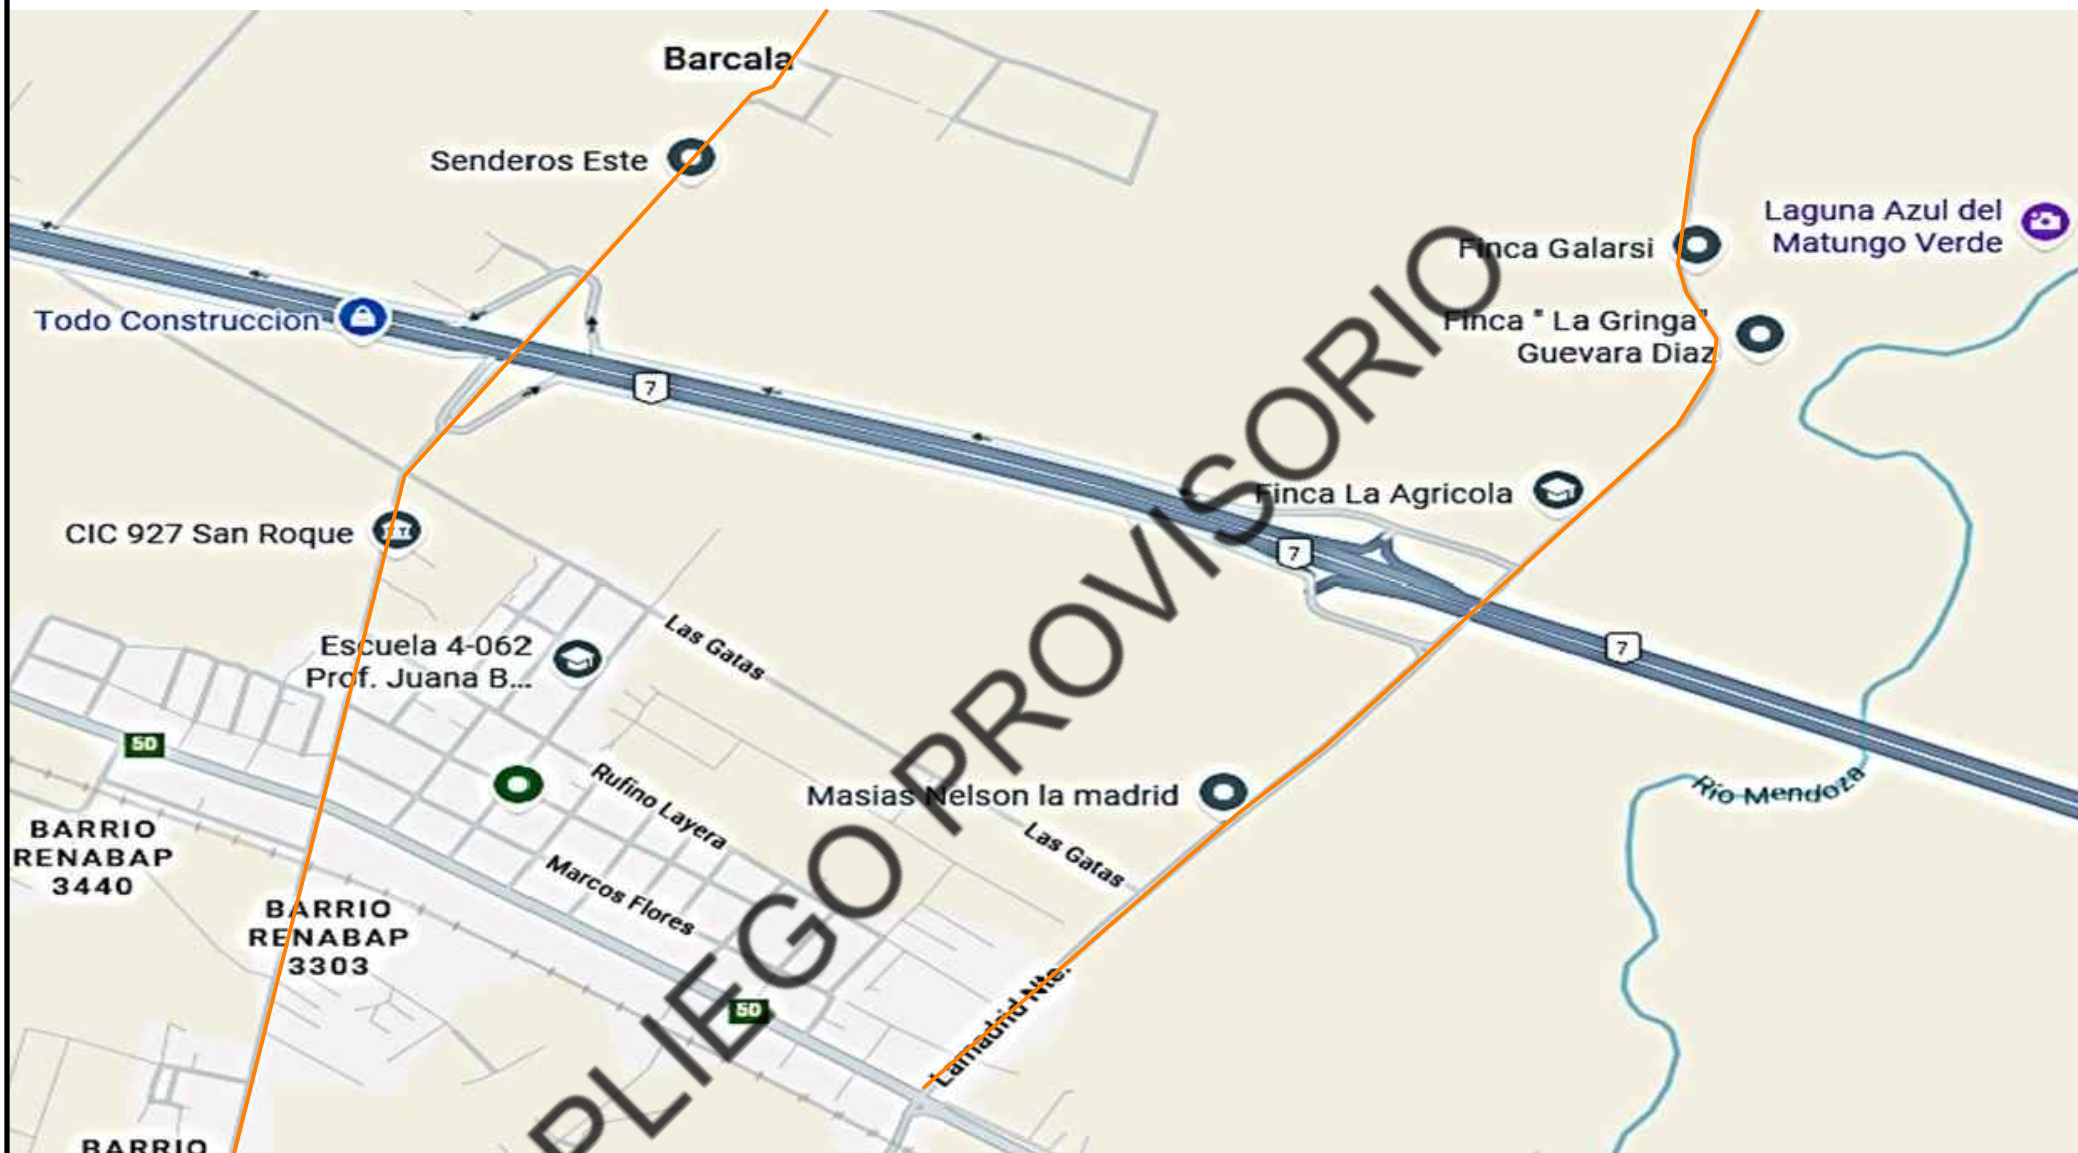 Barcala
Senderos Este
Laguna Azul del
Matungo Verde
Finca Galarsi
Todo Construccion
Finca " La Gringa"
Guevara Diaz
7
Finca La Agricola
CIC 927 San Roque
7
Las Gatas
Escuela 4-062
Prof. Juana B...
7
50
Rufino Layera
Masias Nelson la madrid
Río Mendoza
Las Gatas
BARRIO
RENABAP
3440
Marcos Flores
BARRIO
RENABAP
3303
Lamadrid Nte.
50
BARRIO
PLIEGO PROVISORIO